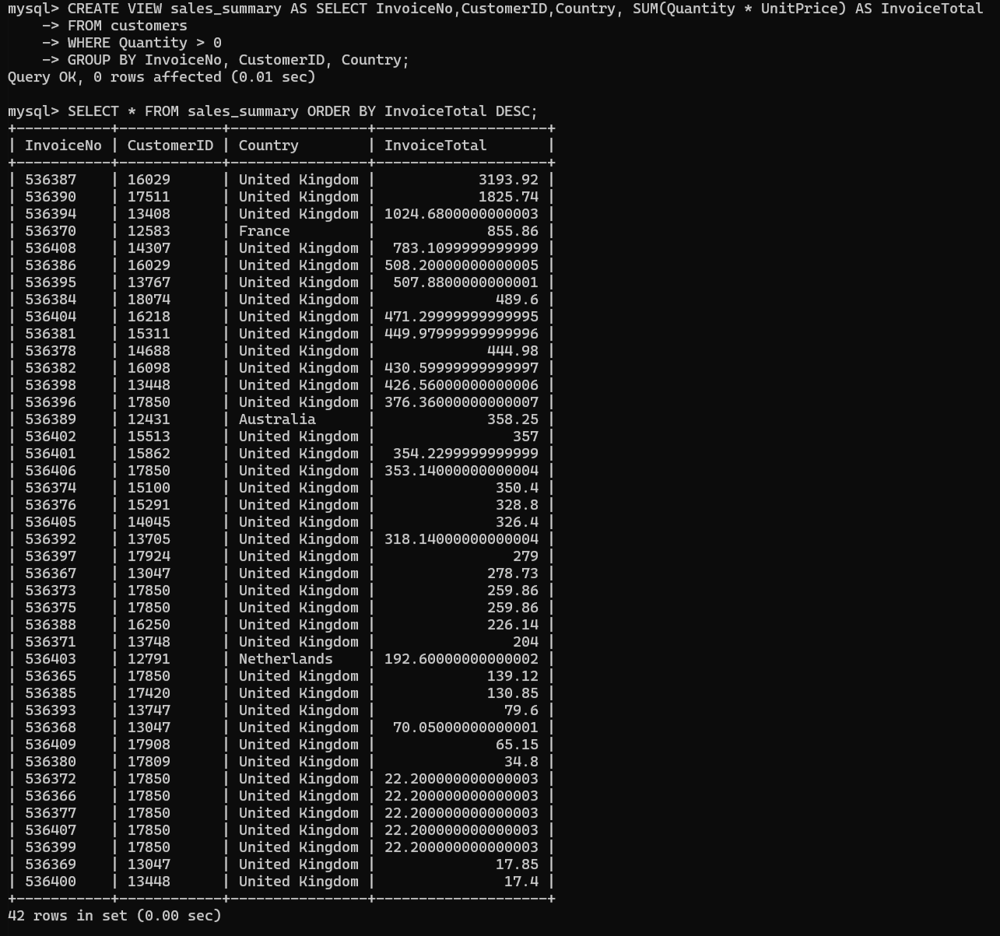 mysql> CREATE VIEW sales_summary AS SELECT InvoiceNo,CustomerID,Country, SUM(Quantity * UnitPrice) AS InvoiceTotal
    -> FROM customers
    -> WHERE Quantity > 0
    -> GROUP BY InvoiceNo, CustomerID, Country;
Query OK, 0 rows affected (0.01 sec)

mysql> SELECT * FROM sales_summary ORDER BY InvoiceTotal DESC;
+-----------+------------+----------------+--------------------+
| InvoiceNo | CustomerID | Country        | InvoiceTotal       |
+-----------+------------+----------------+--------------------+
| 536387    | 16029      | United Kingdom |            3193.92 |
| 536390    | 17511      | United Kingdom |            1825.74 |
| 536394    | 13408      | United Kingdom | 1024.6800000000003 |
| 536370    | 12583      | France         |             855.86 |
| 536408    | 14307      | United Kingdom |  783.1099999999999 |
| 536386    | 16029      | United Kingdom | 508.20000000000005 |
| 536395    | 13767      | United Kingdom |  507.8800000000001 |
| 536384    | 18074      | United Kingdom |              489.6 |
| 536404    | 16218      | United Kingdom | 471.29999999999995 |
| 536381    | 15311      | United Kingdom | 449.97999999999996 |
| 536378    | 14688      | United Kingdom |             444.98 |
| 536382    | 16098      | United Kingdom | 430.59999999999997 |
| 536398    | 13448      | United Kingdom | 426.56000000000006 |
| 536396    | 17850      | United Kingdom | 376.36000000000007 |
| 536389    | 12431      | Australia      |             358.25 |
| 536402    | 15513      | United Kingdom |                357 |
| 536401    | 15862      | United Kingdom |  354.2299999999999 |
| 536406    | 17850      | United Kingdom | 353.14000000000004 |
| 536374    | 15100      | United Kingdom |              350.4 |
| 536376    | 15291      | United Kingdom |              328.8 |
| 536405    | 14045      | United Kingdom |              326.4 |
| 536392    | 13705      | United Kingdom | 318.14000000000004 |
| 536397    | 17924      | United Kingdom |                279 |
| 536367    | 13047      | United Kingdom |             278.73 |
| 536373    | 17850      | United Kingdom |             259.86 |
| 536375    | 17850      | United Kingdom |             259.86 |
| 536388    | 16250      | United Kingdom |             226.14 |
| 536371    | 13748      | United Kingdom |                204 |
| 536403    | 12791      | Netherlands    | 192.60000000000002 |
| 536365    | 17850      | United Kingdom |             139.12 |
| 536385    | 17420      | United Kingdom |             130.85 |
| 536393    | 13747      | United Kingdom |               79.6 |
| 536368    | 13047      | United Kingdom |  70.05000000000001 |
| 536409    | 17908      | United Kingdom |              65.15 |
| 536380    | 17809      | United Kingdom |               34.8 |
| 536372    | 17850      | United Kingdom | 22.200000000000003 |
| 536366    | 17850      | United Kingdom | 22.200000000000003 |
| 536377    | 17850      | United Kingdom | 22.200000000000003 |
| 536407    | 17850      | United Kingdom | 22.200000000000003 |
| 536399    | 17850      | United Kingdom | 22.200000000000003 |
| 536369    | 13047      | United Kingdom |              17.85 |
| 536400    | 13448      | United Kingdom |               17.4 |
+-----------+------------+----------------+--------------------+
42 rows in set (0.00 sec)